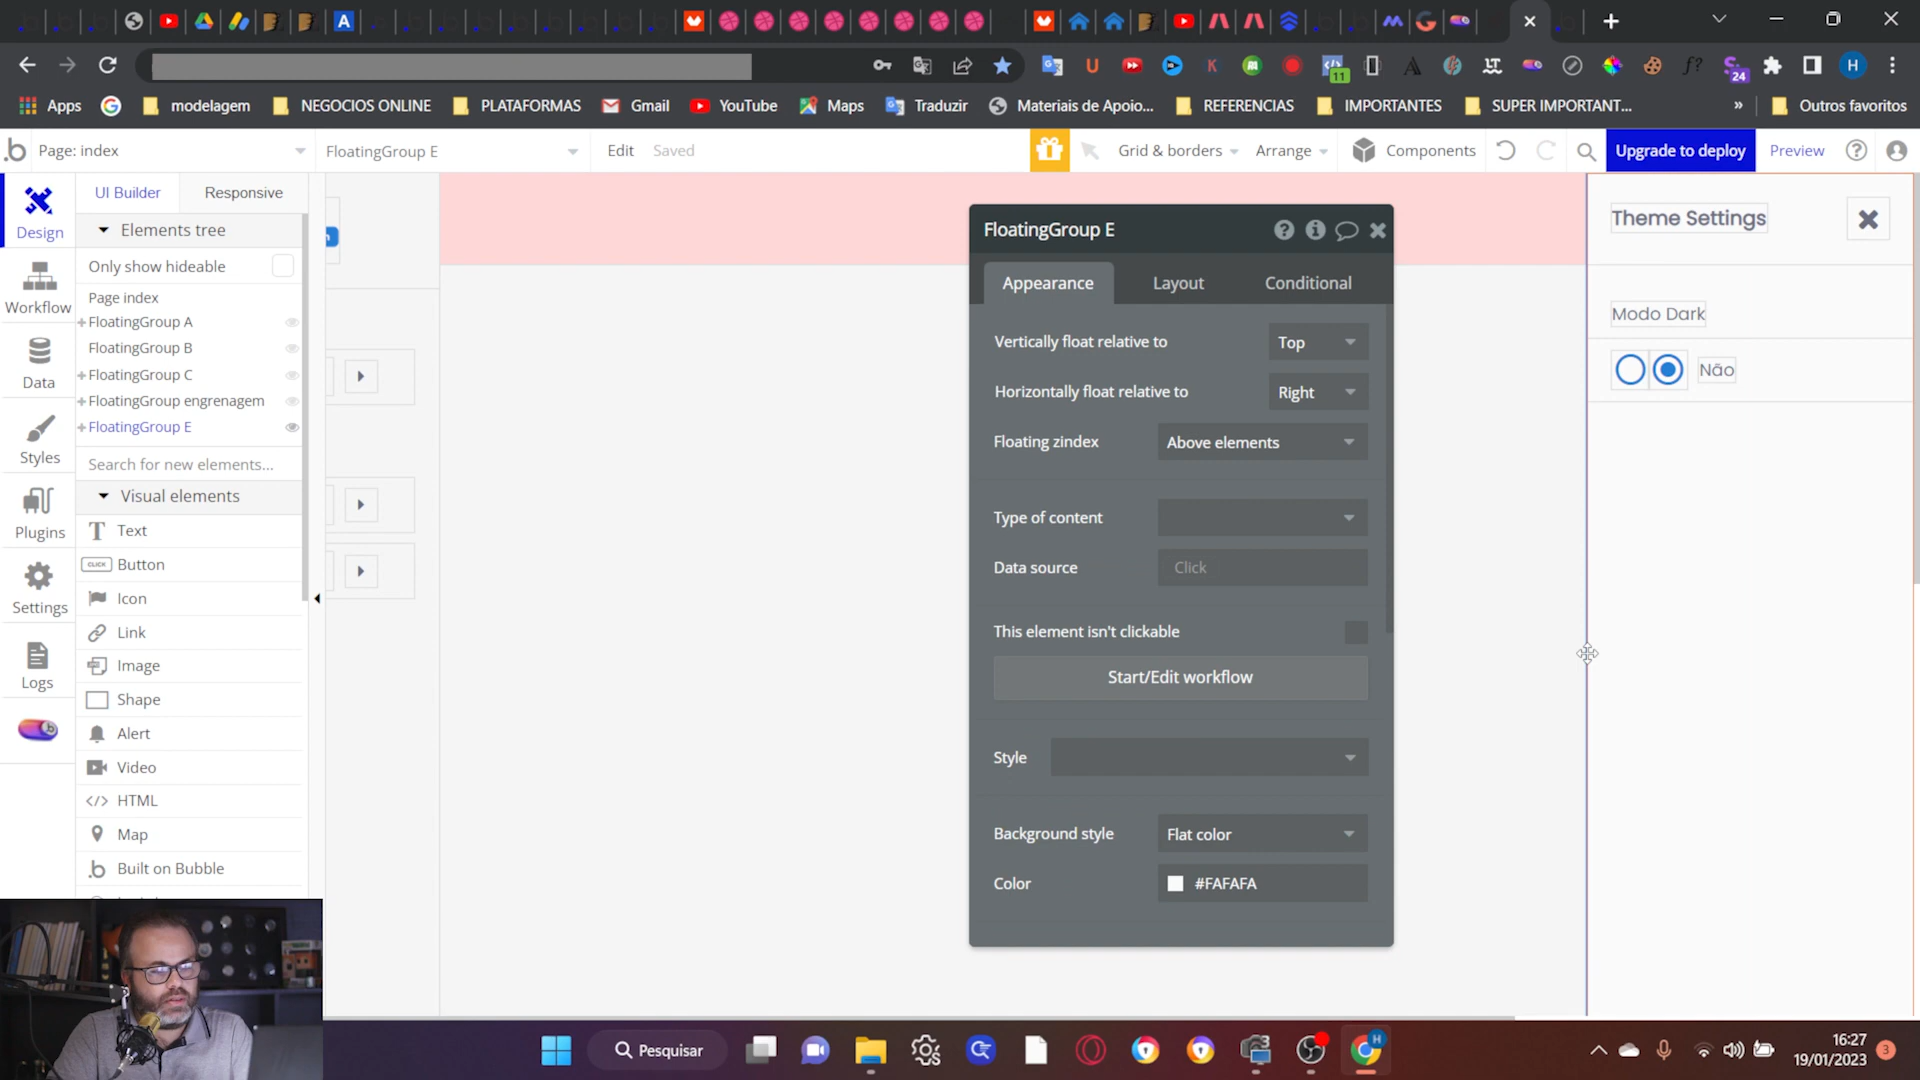 11
24
H
Apps
modelagem
NEGOCIOS ONLINE
PLATAFORMAS
Gmail
YouTube
Maps
Traduzir
Materiais de Apoio...
REFERENCIAS
IMPORTANTES
SUPER IMPORTANT...
»
Outros favoritos
Page: index
FloatingGroup E
Edit
Saved
Grid & borders
Arrange
Components
Upgrade to deploy
Preview
Design
Workflow
Data
Styles
Plugins
Settings
Logs
UI Builder
Responsive
Elements tree
Only show hideable
Page index
FloatingGroup A
FloatingGroup B
FloatingGroup C
FloatingGroup engrenagem
FloatingGroup E
Search for new elements...
Visual elements
Text
CLICK Button
Icon
Link
Image
Shape
Alert
Video
</> HTML
Map
Built on Bubble
FloatingGroup E
Appearance
Layout
Conditional
Vertically float relative to
Top
Horizontally float relative to
Right
Floating zindex
Above elements
Type of content
Data source
Click
This element isn't clickable
Start/Edit workflow
Style
Background style
Flat color
Color
#FAFAFA
Theme Settings
Modo Dark
Não
Pesquisar
H
16:27
19/01/2023
3